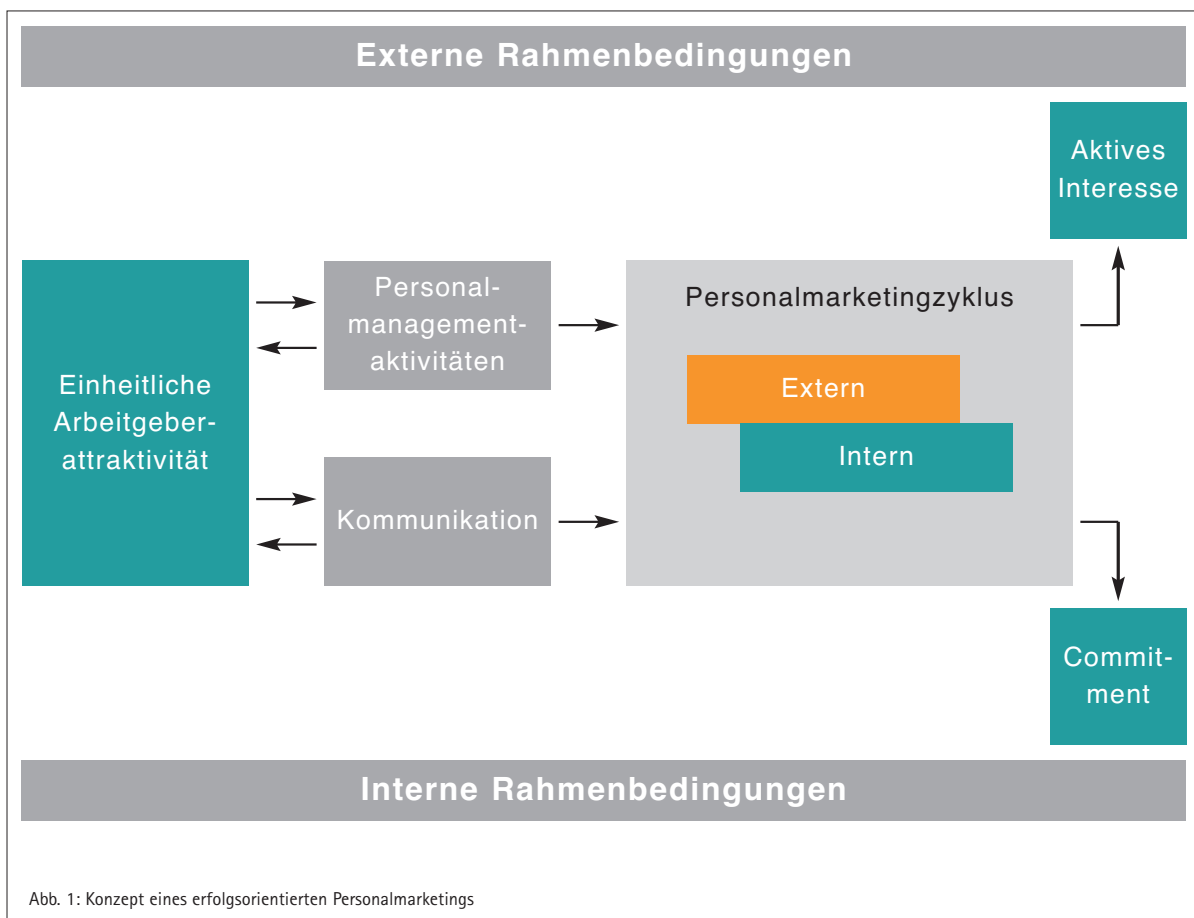 Externe Rahmenbedingungen
Aktives
Interesse
Einheitliche
Arbeitgeber-
attraktivität
Personal-
management-
aktivitäten
Kommunikation
Personalmarketingzyklus
Extern
Intern
Commit-
ment
Interne Rahmenbedingungen
Abb. 1: Konzept eines erfolgsorientierten Personalmarketings